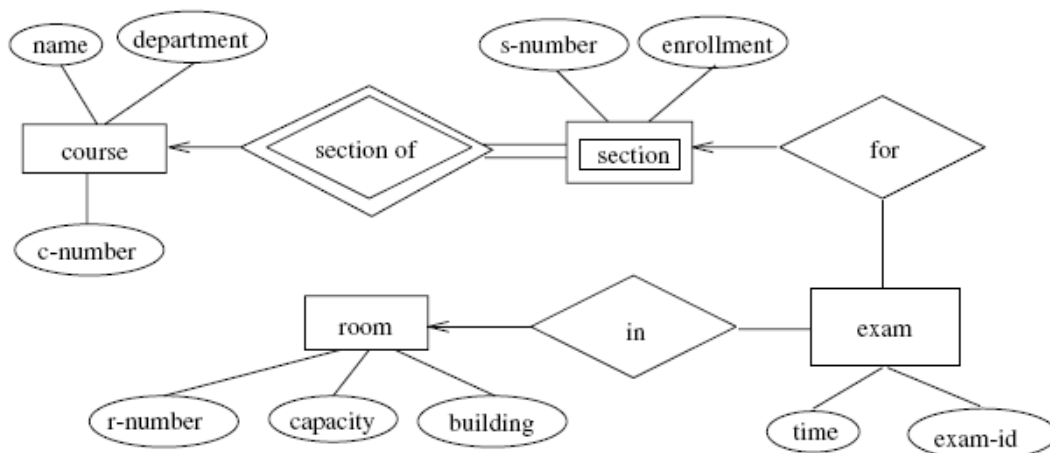 name
department
s-number
enrollment
course
section of
section
for
c-number
room
in
exam
r-number
capacity
building
time
exam-id